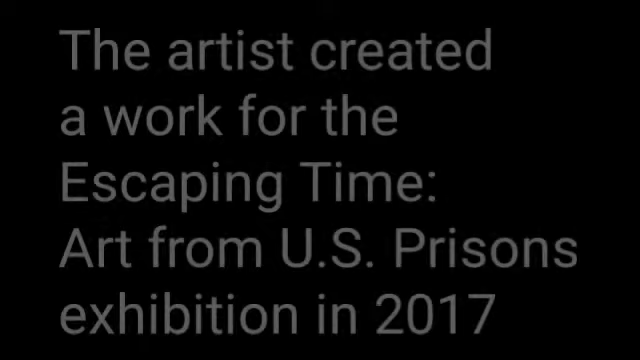 The artist created
a work for the
Escaping Time:
Art from U.S. Prisons
exhibition in 2017